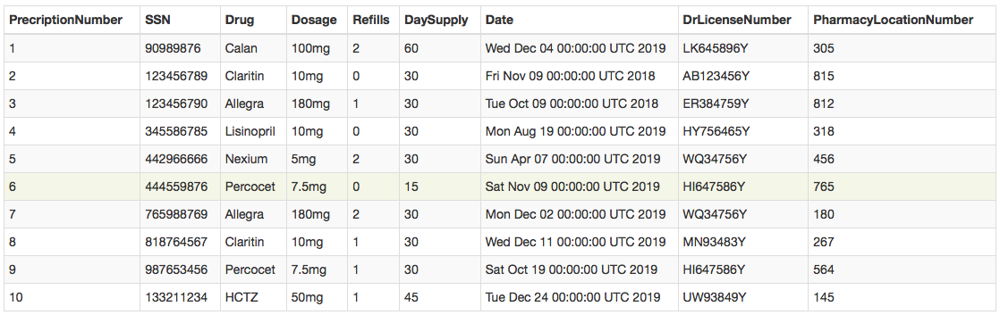 PrecriptionNumber SSN Drug Dosage Refills DaySupply Date DrLicenseNumber PharmacyLocationNumber
1 90989876 Calan 100mg 2 60 Wed Dec 04 00:00:00 UTC 2019 LK645896Y 305
2 123456789 Claritin 10mg 0 30 Fri Nov 09 00:00:00 UTC 2018 AB123456Y 815
3 123456790 Allegra 180mg 1 30 Tue Oct 09 00:00:00 UTC 2018 ER384759Y 812
4 345586785 Lisinopril 10mg 0 30 Mon Aug 19 00:00:00 UTC 2019 HY756465Y 318
5 442966666 Nexium 5mg 2 30 Sun Apr 07 00:00:00 UTC 2019 WQ34756Y 456
6 444559876 Percocet 7.5mg 0 15 Sat Nov 09 00:00:00 UTC 2019 HI647586Y 765
7 765988769 Allegra 180mg 2 30 Mon Dec 02 00:00:00 UTC 2019 WQ34756Y 180
8 818764567 Claritin 10mg 1 30 Wed Dec 11 00:00:00 UTC 2019 MN93483Y 267
9 987653456 Percocet 7.5mg 1 30 Sat Oct 19 00:00:00 UTC 2019 HI647586Y 564
10 133211234 HCTZ 50mg 1 45 Tue Dec 24 00:00:00 UTC 2019 UW93849Y 145